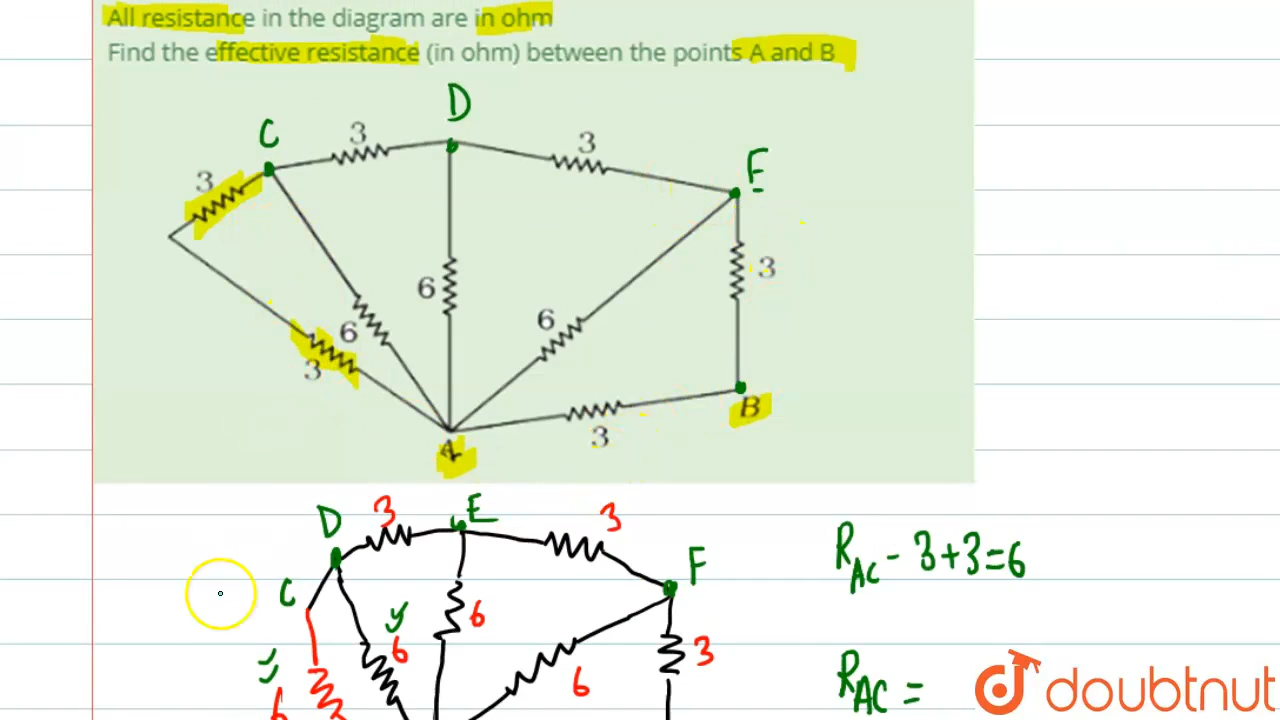 All resistance in the diagram are in ohm
Find the effective resistance (in ohm) between the points A and B
D
C
3
3
E
3
6
6
6
3
3
A
B
3
D
3
E
3
F
R_AC - 3+3=6
C
y
6
6
3
6
6
R_AC =
doubtnut